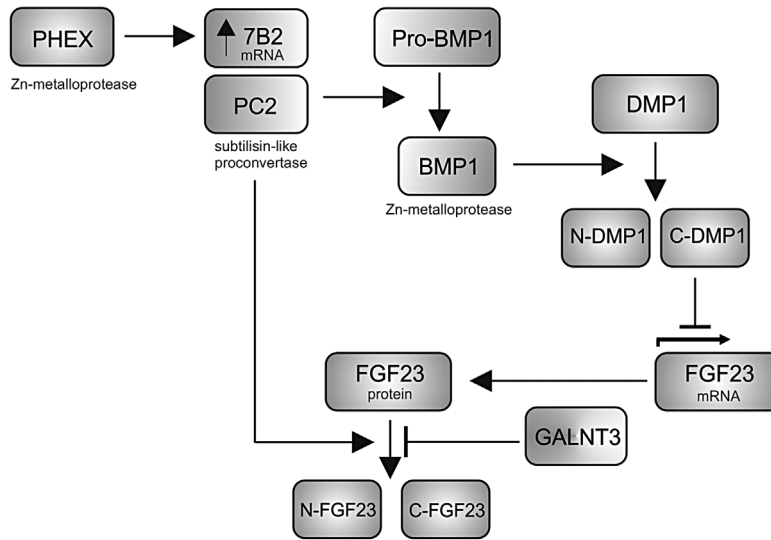 PHEX
Zn-metalloprotease
7B2
mRNA
PC2
subtilisin-like
proconvertase
Pro-BMP1
BMP1
Zn-metalloprotease
DMP1
N-DMP1
C-DMP1
FGF23
mRNA
FGF23
protein
GALNT3
N-FGF23
C-FGF23